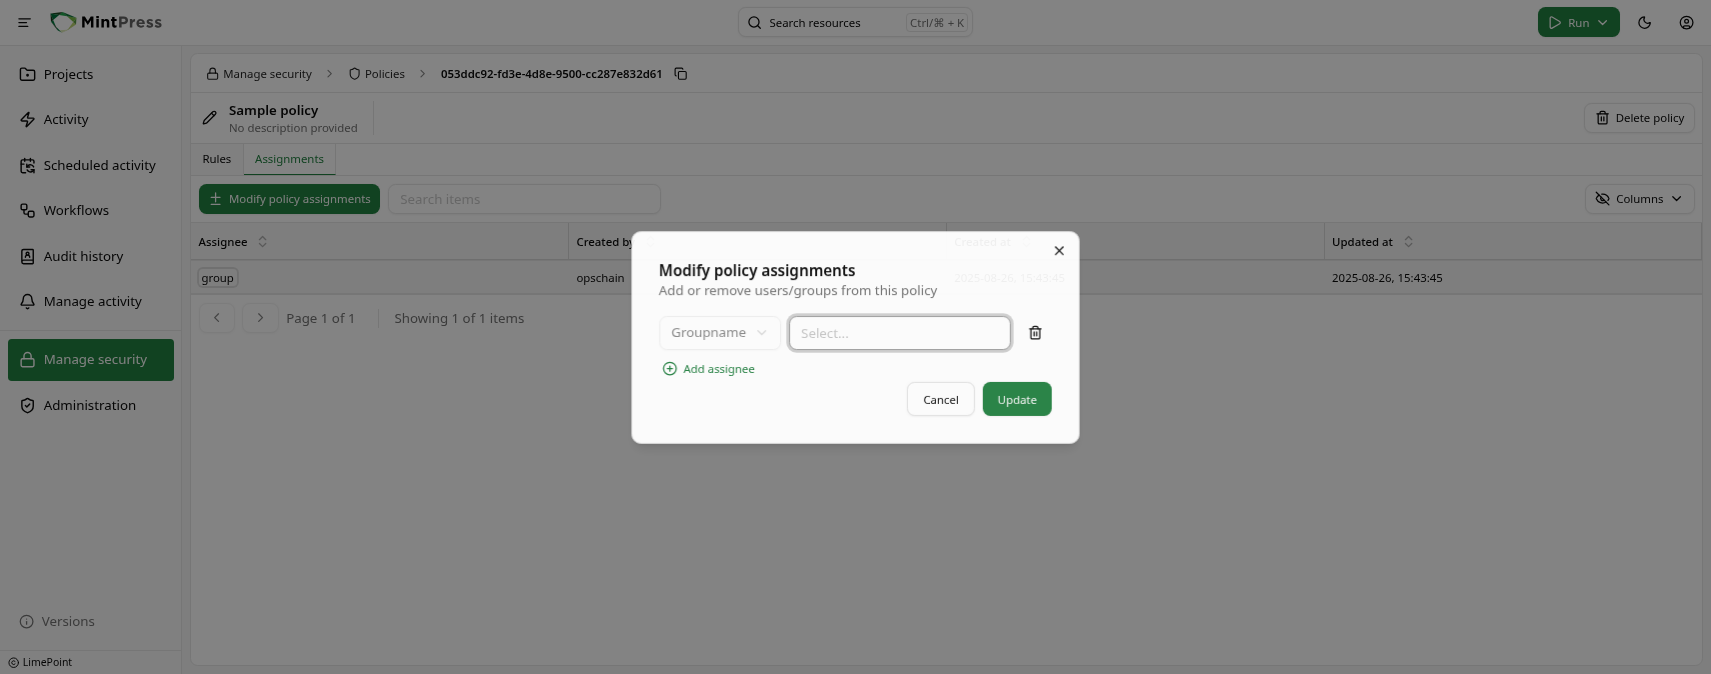 MintPress
Search resources Ctrl/⌘ + K
Run
Projects
Activity
Scheduled activity
Workflows
Audit history
Manage activity
Manage security
Administration
Versions
LimePoint
Manage security Policies 053ddc92-fd3e-4d8e-9500-cc287e832d61
Sample policy
No description provided
Delete policy
Rules Assignments
Modify policy assignments Search items Columns
Assignee Created by Created at Updated at
group opschain 2025-08-26, 15:43:45 2025-08-26, 15:43:45
Page 1 of 1 Showing 1 of 1 items
Modify policy assignments
Add or remove users/groups from this policy
Groupname Select...
Add assignee
Cancel Update